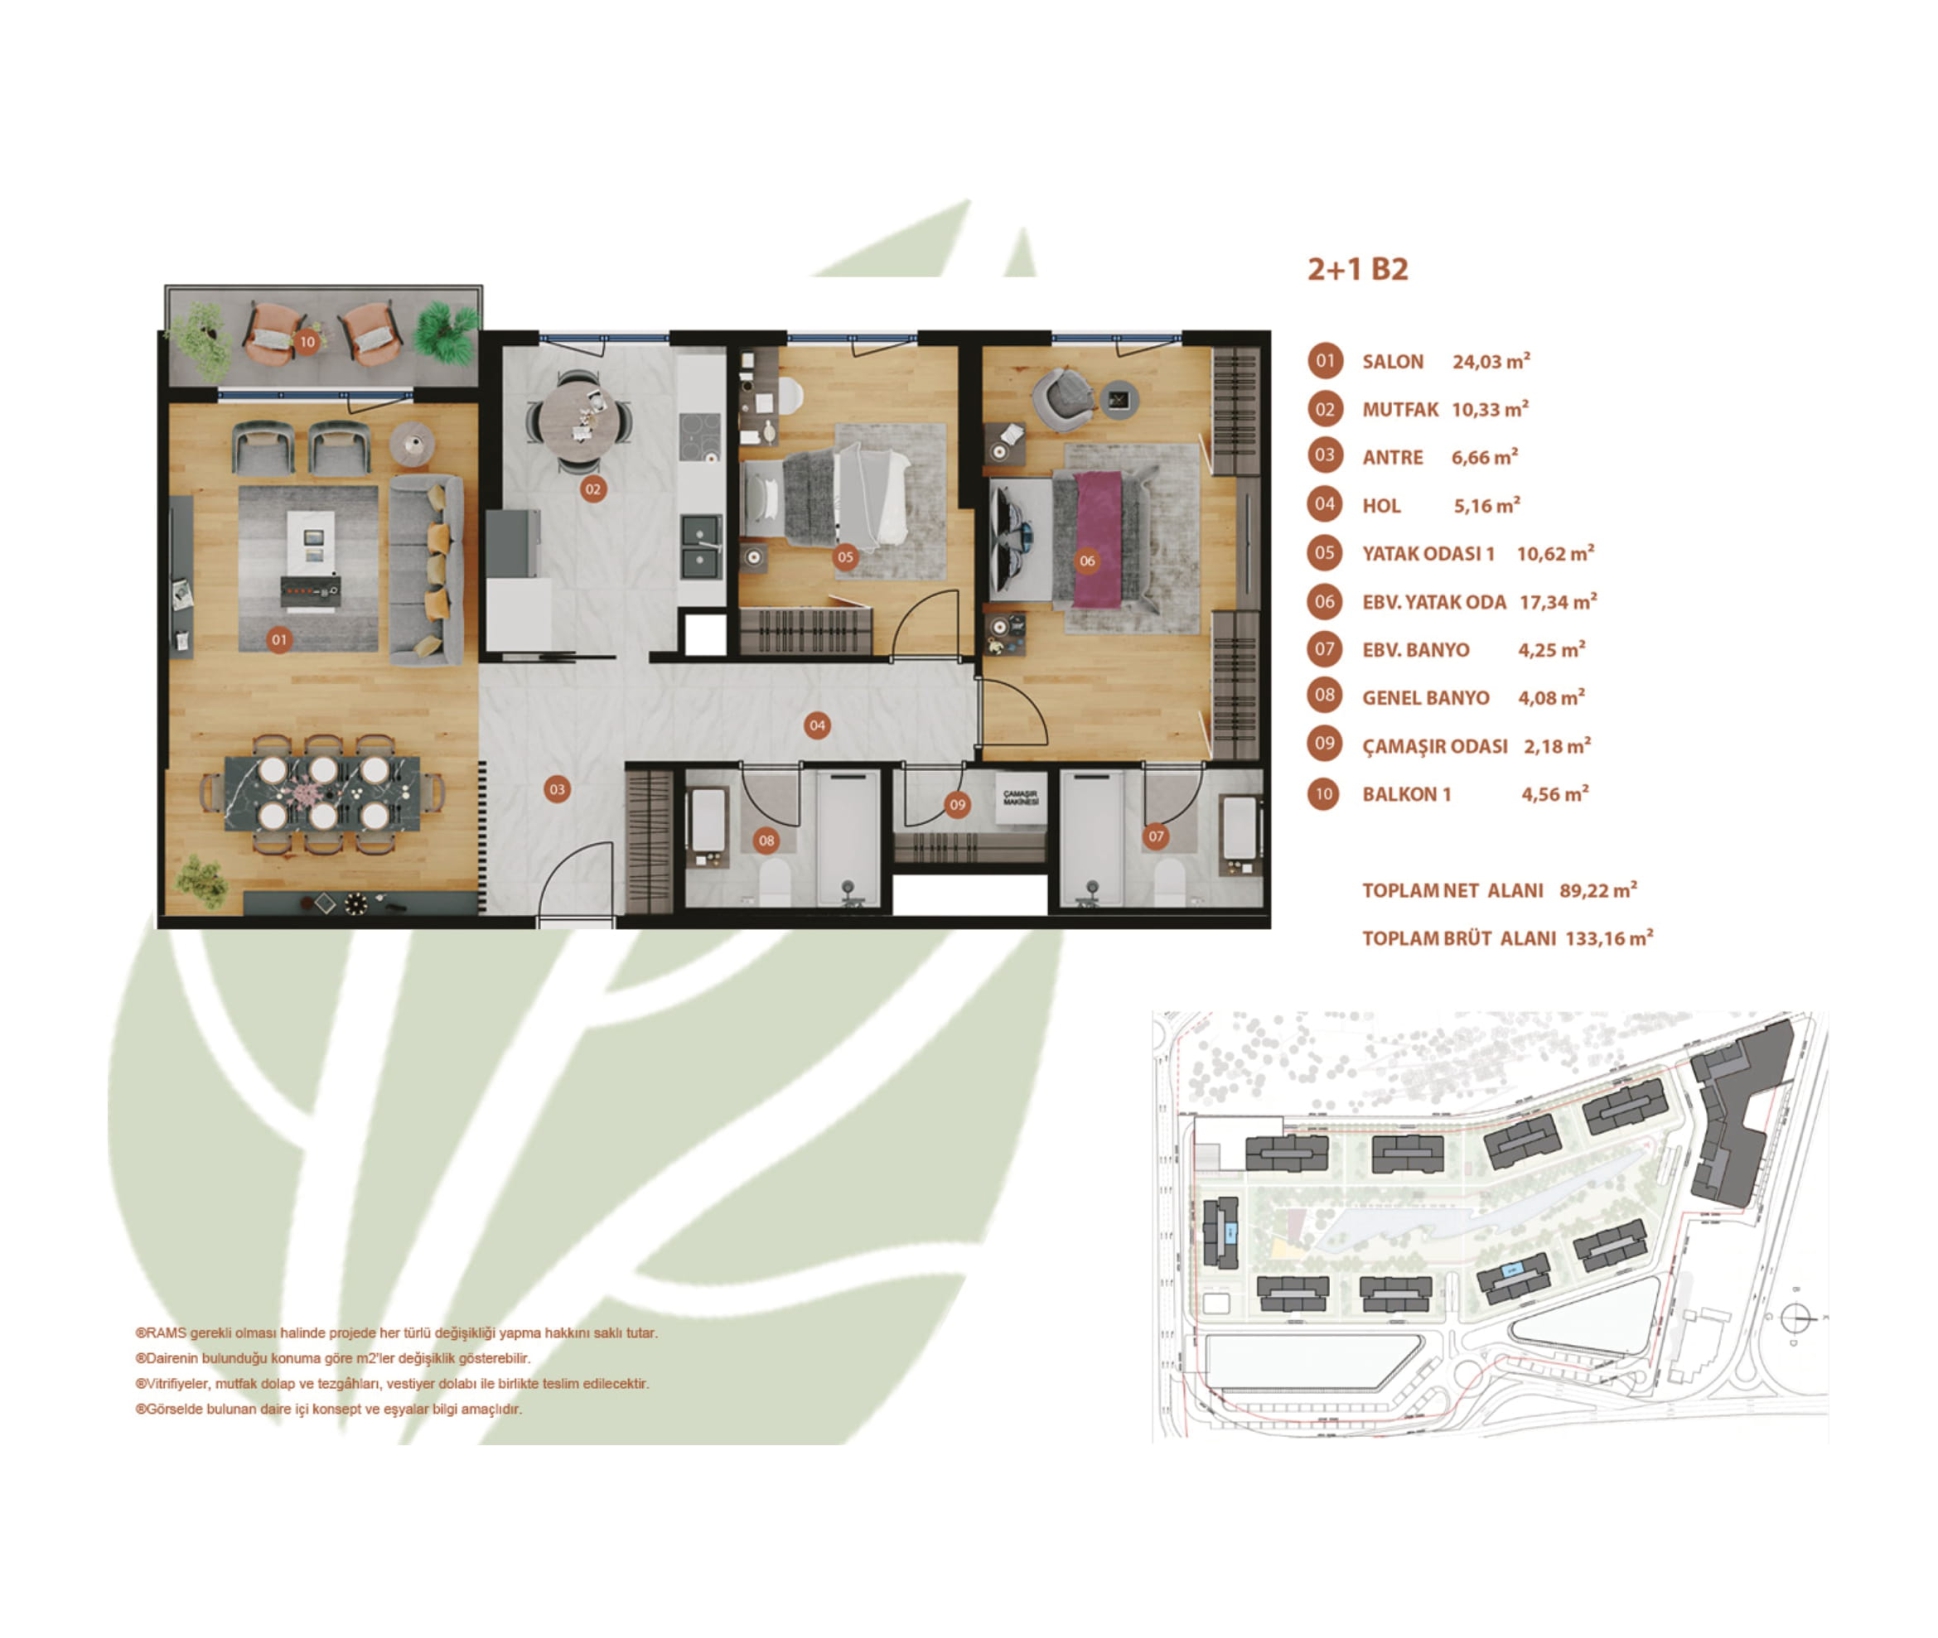 2+1 B2
01 SALON 24,03 m²
02 MUTFAK 10,33 m²
03 ANTRE 6,66 m²
04 HOL 5,16 m²
05 YATAK ODASI 1 10,62 m²
06 EBV. YATAK ODA 17,34 m²
07 EBV. BANYO 4,25 m²
08 GENEL BANYO 4,08 m²
09 ÇAMAŞIR ODASI 2,18 m²
10 BALKON 1 4,56 m²
TOPLAM NET ALANI 89,22 m²
TOPLAM BRÜT ALANI 133,16 m²
10
02
05
06
01
04
03
08
09
ÇAMAŞIR
MAKİNESİ
07
®RAMS gerekli olması halinde projede her türlü değişikliği yapma hakkını saklı tutar.
®Dairenin bulunduğu konuma göre m2'ler değişiklik gösterebilir.
®Vitrifiyeler, mutfak dolap ve tezgâhları, vestiyer dolabı ile birlikte teslim edilecektir.
®Görselde bulunan daire içi konsept ve eşyalar bilgi amaçlıdır.